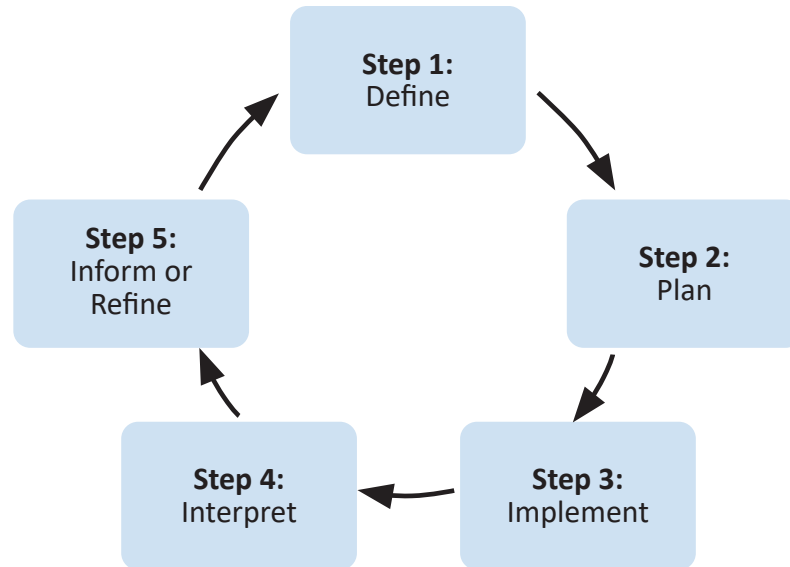 Step 1:
Define
Step 2:
Plan
Step 3:
Implement
Step 4:
Interpret
Step 5:
Inform or
Refine